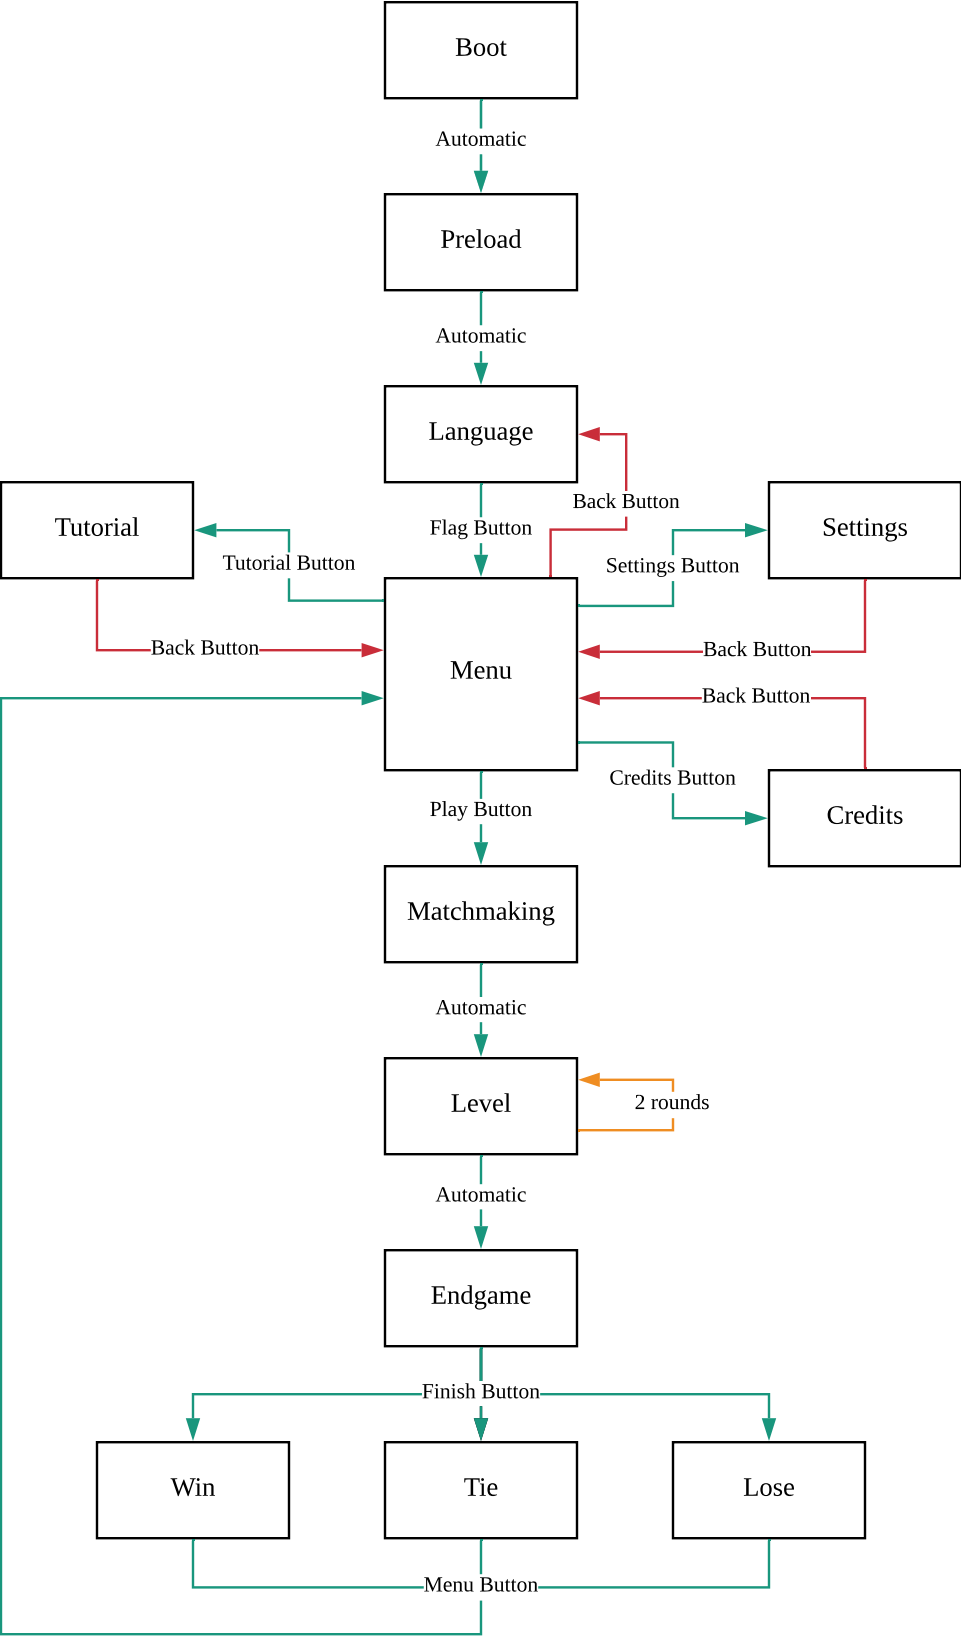 Boot
Automatic
Preload
Automatic
Language
Back Button
Tutorial
Flag Button
Settings
Tutorial Button
Settings Button
Back Button
Back Button
Menu
Back Button
Credits Button
Play Button
Credits
Matchmaking
Automatic
Level
2 rounds
Automatic
Endgame
Finish Button
Win
Tie
Lose
Menu Button